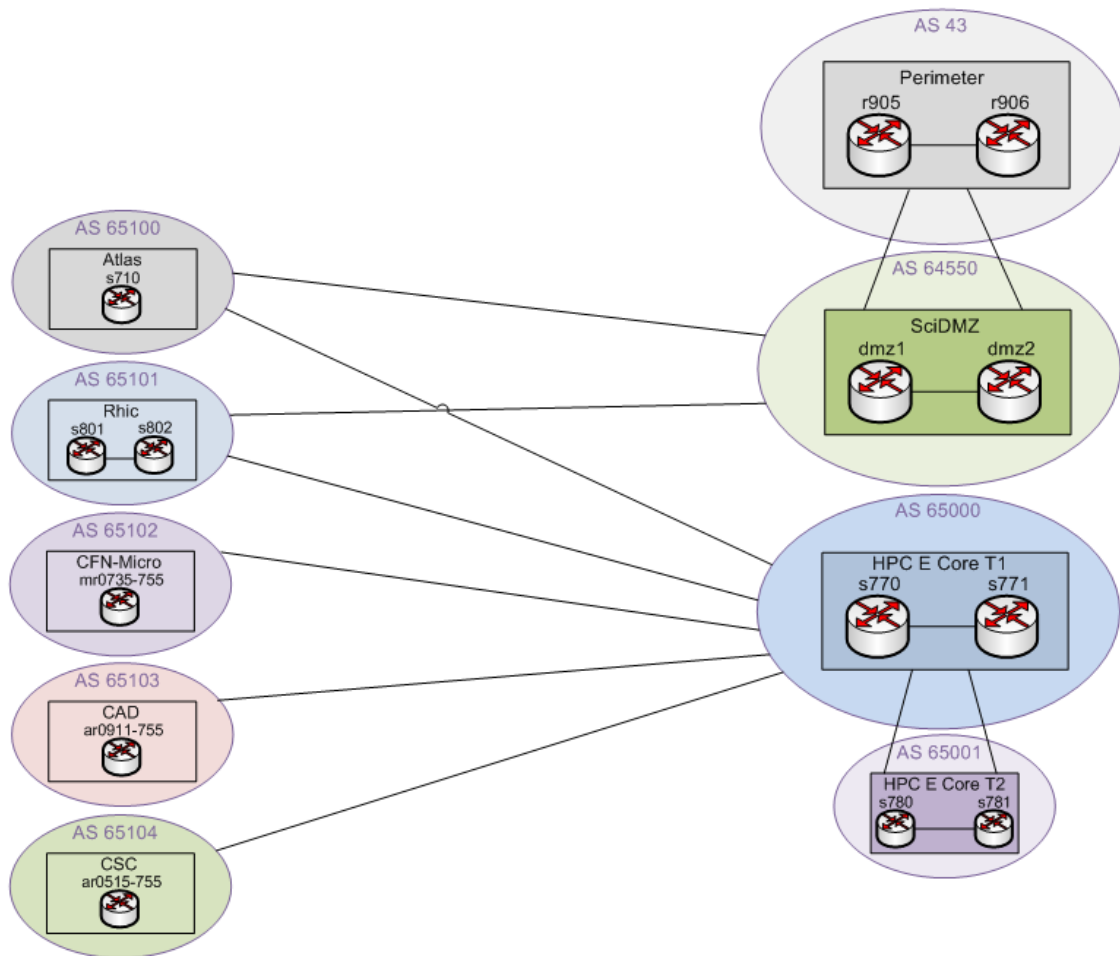 AS 43
Perimeter
r905 r906
AS 65100
Atlas
s710
AS 64550
SciDMZ
dmz1 dmz2
AS 65101
Rhic
s801 s802
AS 65102
CFN-Micro
mr0735-755
AS 65000
HPC E Core T1
s770 s771
AS 65103
CAD
ar0911-755
AS 65001
HPC E Core T2
s780 s781
AS 65104
CSC
ar0515-755